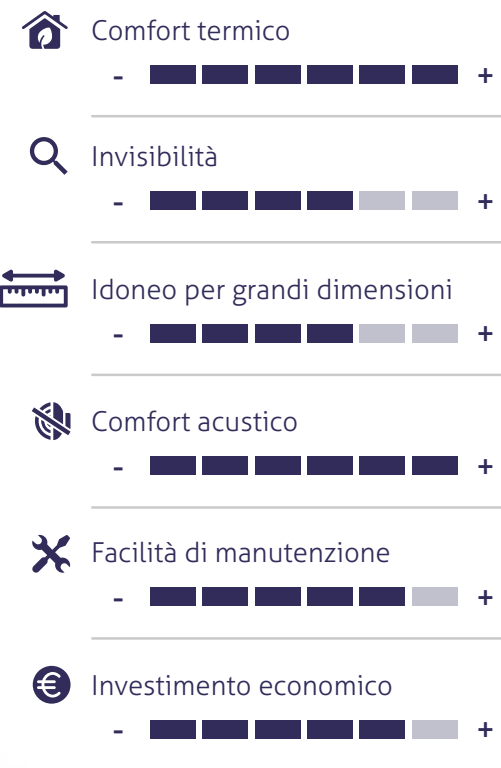 Comfort termico
- +
Invisibilità
- +
Idoneo per grandi dimensioni
- +
Comfort acustico
- +
Facilità di manutenzione
- +
€ Investimento economico
- +